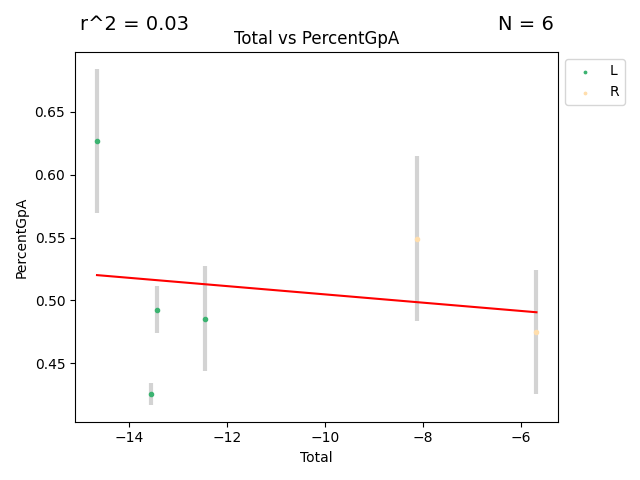 r^2 = 0.03
N = 6
Total vs PercentGpA
L
R
PercentGpA
0.65
0.60
0.55
0.50
0.45
−14
−12
−10
−8
−6
Total